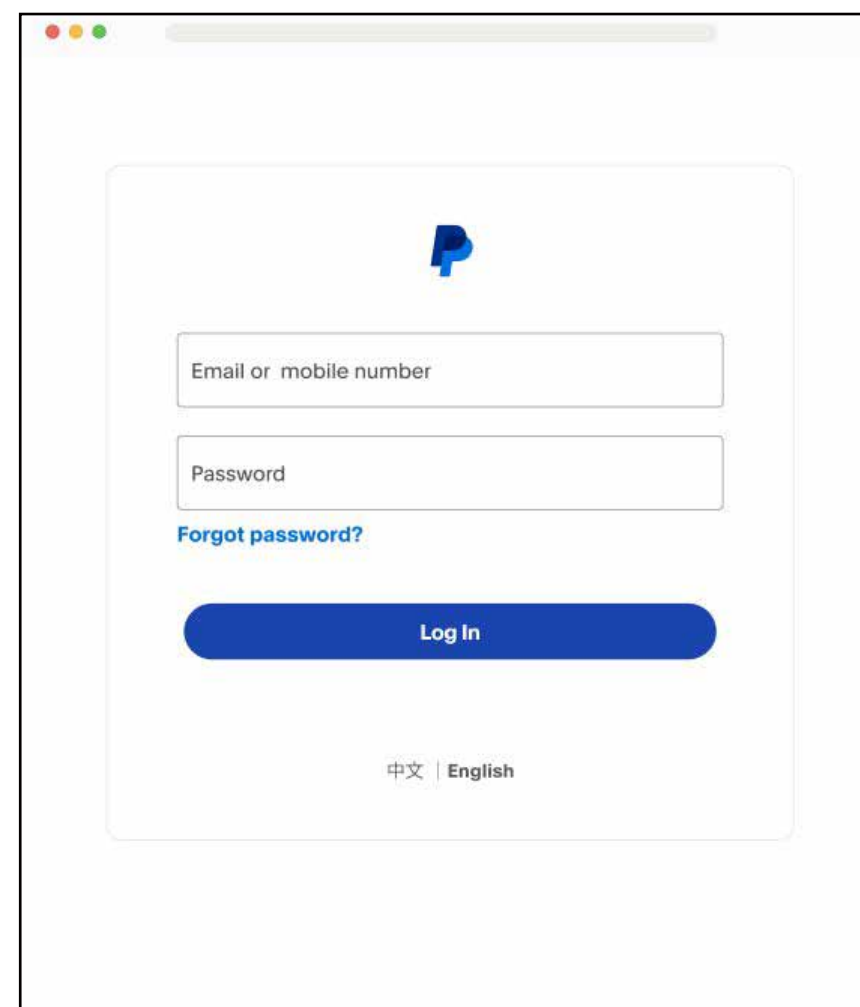 Email or mobile number
Password
Forgot password?
Log In
中文 | English